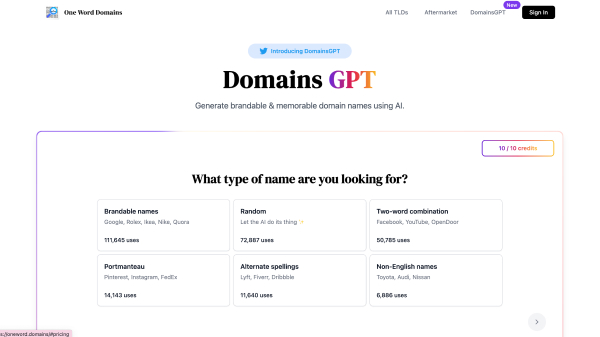 One Word Domains
All TLDs
Aftermarket
DomainsGPT
New
Sign In
Introducing DomainsGPT
Domains GPT
Generate brandable & memorable domain names using AI.
10 / 10 credits
What type of name are you looking for?
Brandable names
Google, Rolex, Ikea, Nike, Quora
111,645 uses
Random
Let the AI do its thing ✨
72,887 uses
Two-word combination
Facebook, YouTube, OpenDoor
50,785 uses
Portmanteau
Pinterest, Instagram, FedEx
14,143 uses
Alternate spellings
Lyft, Fiverr, Dribbble
11,640 uses
Non-English names
Toyota, Audi, Nissan
6,886 uses
s://oneword.domains/#pricing